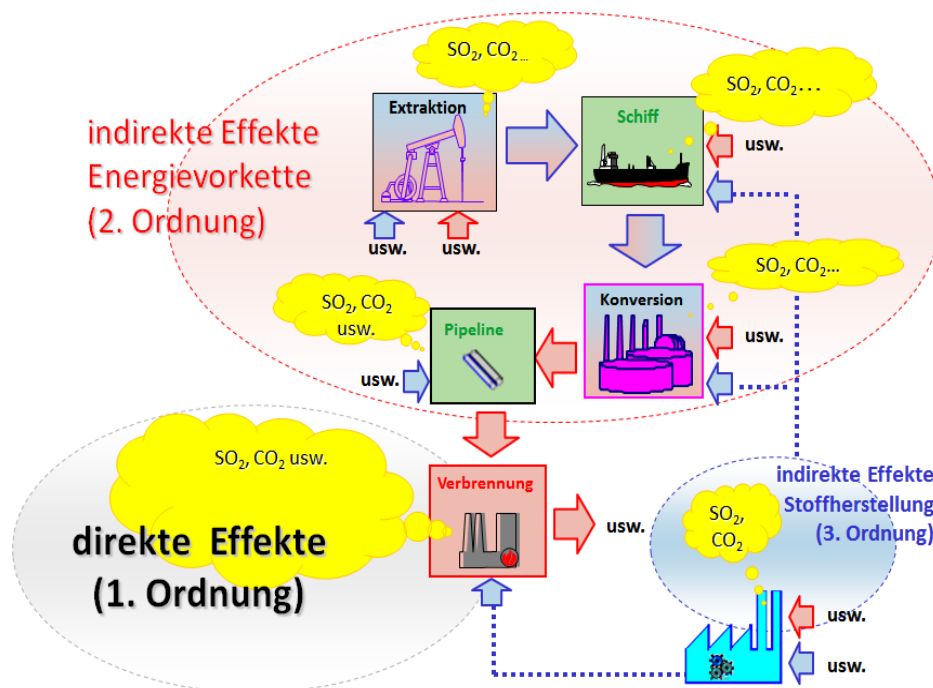 SO₂, CO₂ ...
SO₂, CO₂ . . .
Extraktion
Schiff
indirekte Effekte
Energievorkette
(2. Ordnung)
usw.
usw.
usw.
SO₂, CO₂...
SO₂, CO₂
usw.
Pipeline
Konversion
usw.
usw.
SO₂, CO₂ usw.
Verbrennung
usw.
direkte Effekte
(1. Ordnung)
indirekte Effekte
Stoffherstellung
(3. Ordnung)
SO₂,
CO₂
usw.
usw.